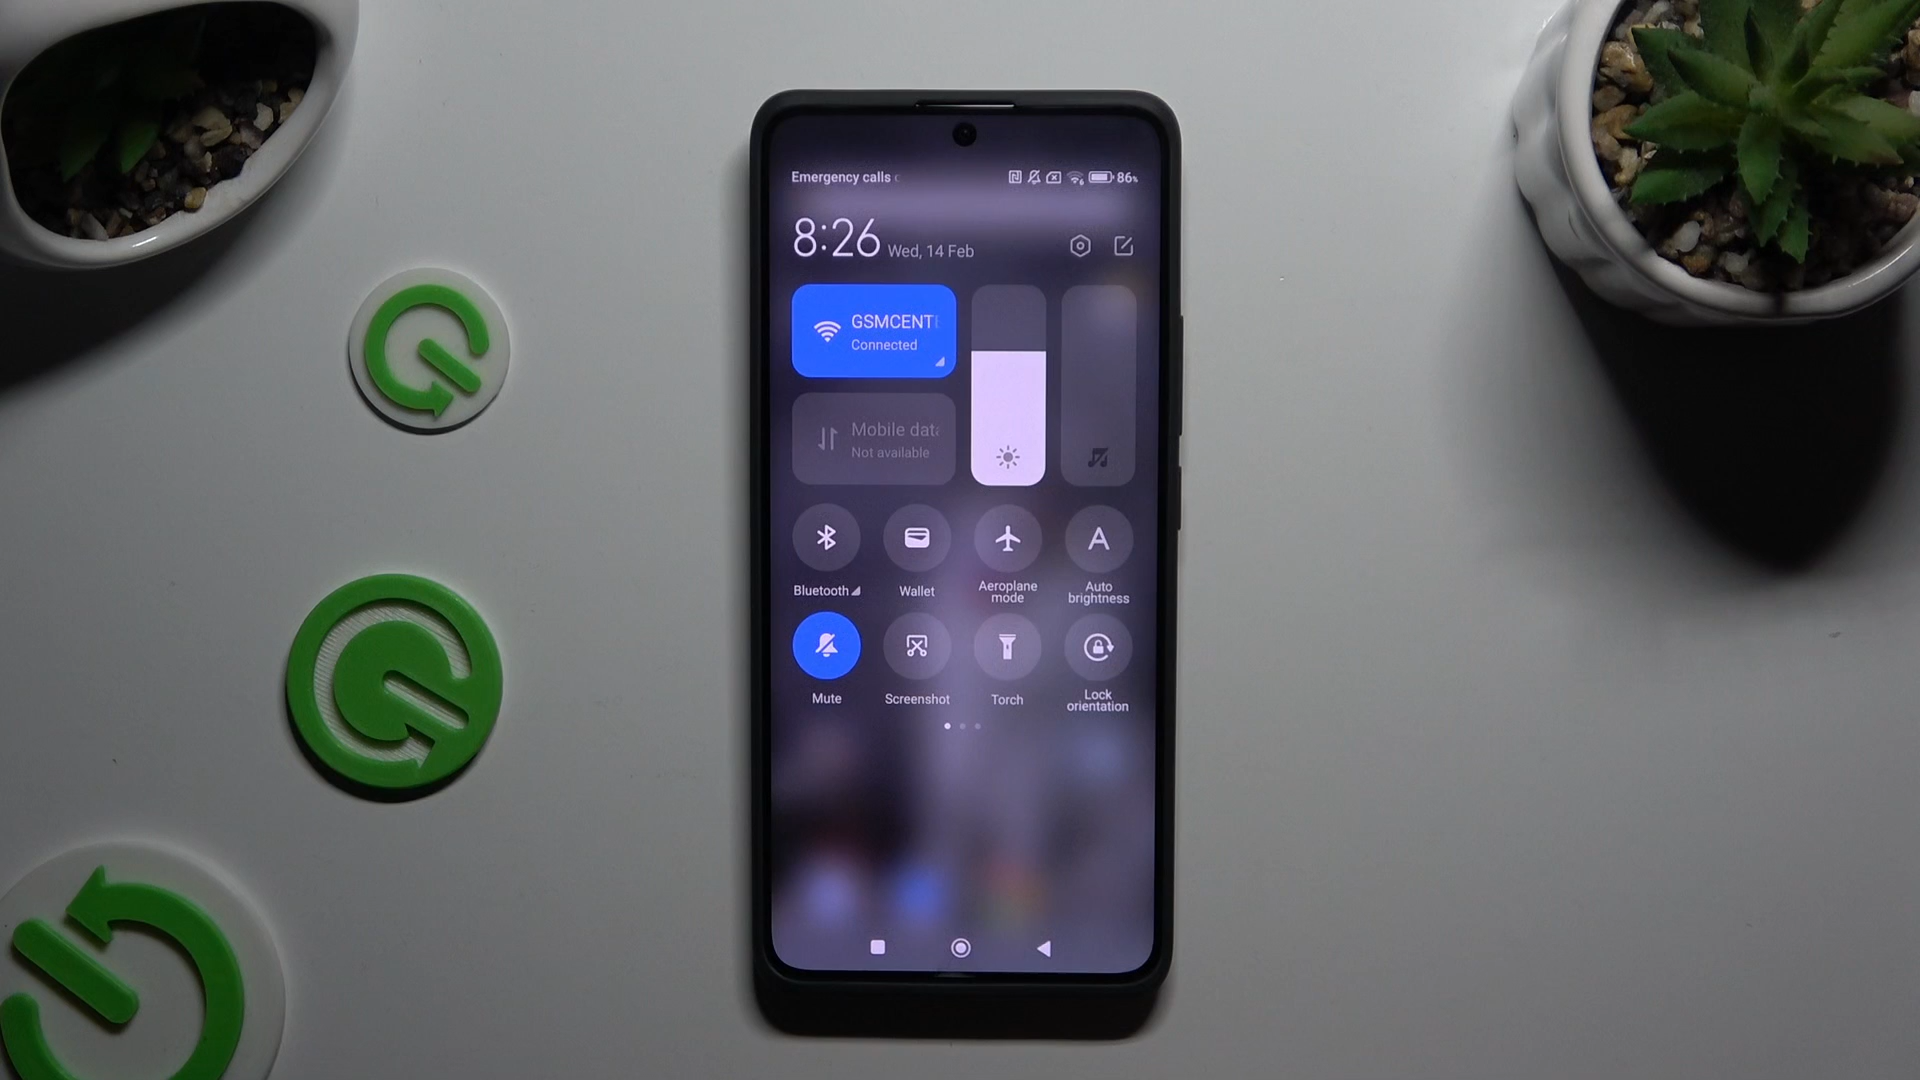 Emergency calls
86%
8:26 Wed, 14 Feb
GSMCENT
Connected
Mobile data
Not available
Bluetooth
Wallet
Aeroplane
mode
A
Auto
brightness
Mute
Screenshot
Torch
Lock
orientation